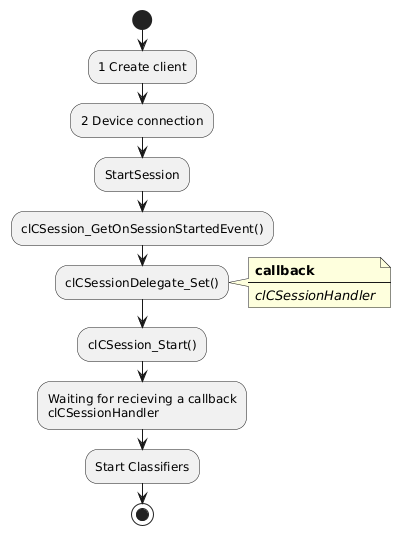 1 Create client
2 Device connection
StartSession
clCSession_GetOnSessionStartedEvent()
clCSessionDelegate_Set()
callback
clCSessionHandler
clCSession_Start()
Waiting for recieving a callback
clCSessionHandler
Start Classifiers